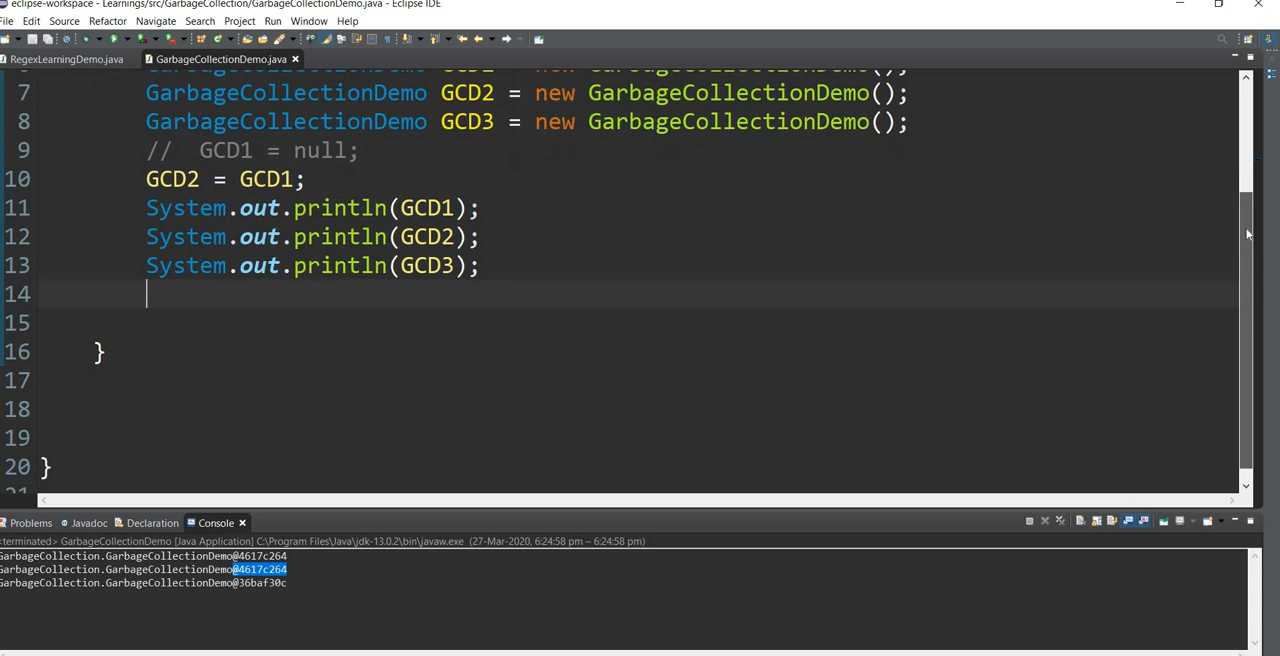 eclipse-workspace - Learnings/src/GarbageCollection/GarbageCollectionDemo.java - Eclipse IDE
File Edit Source Refactor Navigate Search Project Run Window Help
RegexLearningDemo.java GarbageCollectionDemo.java
7 GarbageCollectionDemo GCD2 = new GarbageCollectionDemo();
8 GarbageCollectionDemo GCD3 = new GarbageCollectionDemo();
9 // GCD1 = null;
10 GCD2 = GCD1;
11 System.out.println(GCD1);
12 System.out.println(GCD2);
13 System.out.println(GCD3);
14
15
16 }
17
18
19
20 }
Problems Javadoc Declaration Console
<terminated> GarbageCollectionDemo [Java Application] C:\Program Files\Java\jdk-13.0.2\bin\javaw.exe (27-Mar-2020, 6:24:58 pm – 6:24:58 pm)
GarbageCollection.GarbageCollectionDemo@4617c264
GarbageCollection.GarbageCollectionDemo@4617c264
GarbageCollection.GarbageCollectionDemo@36baf30c